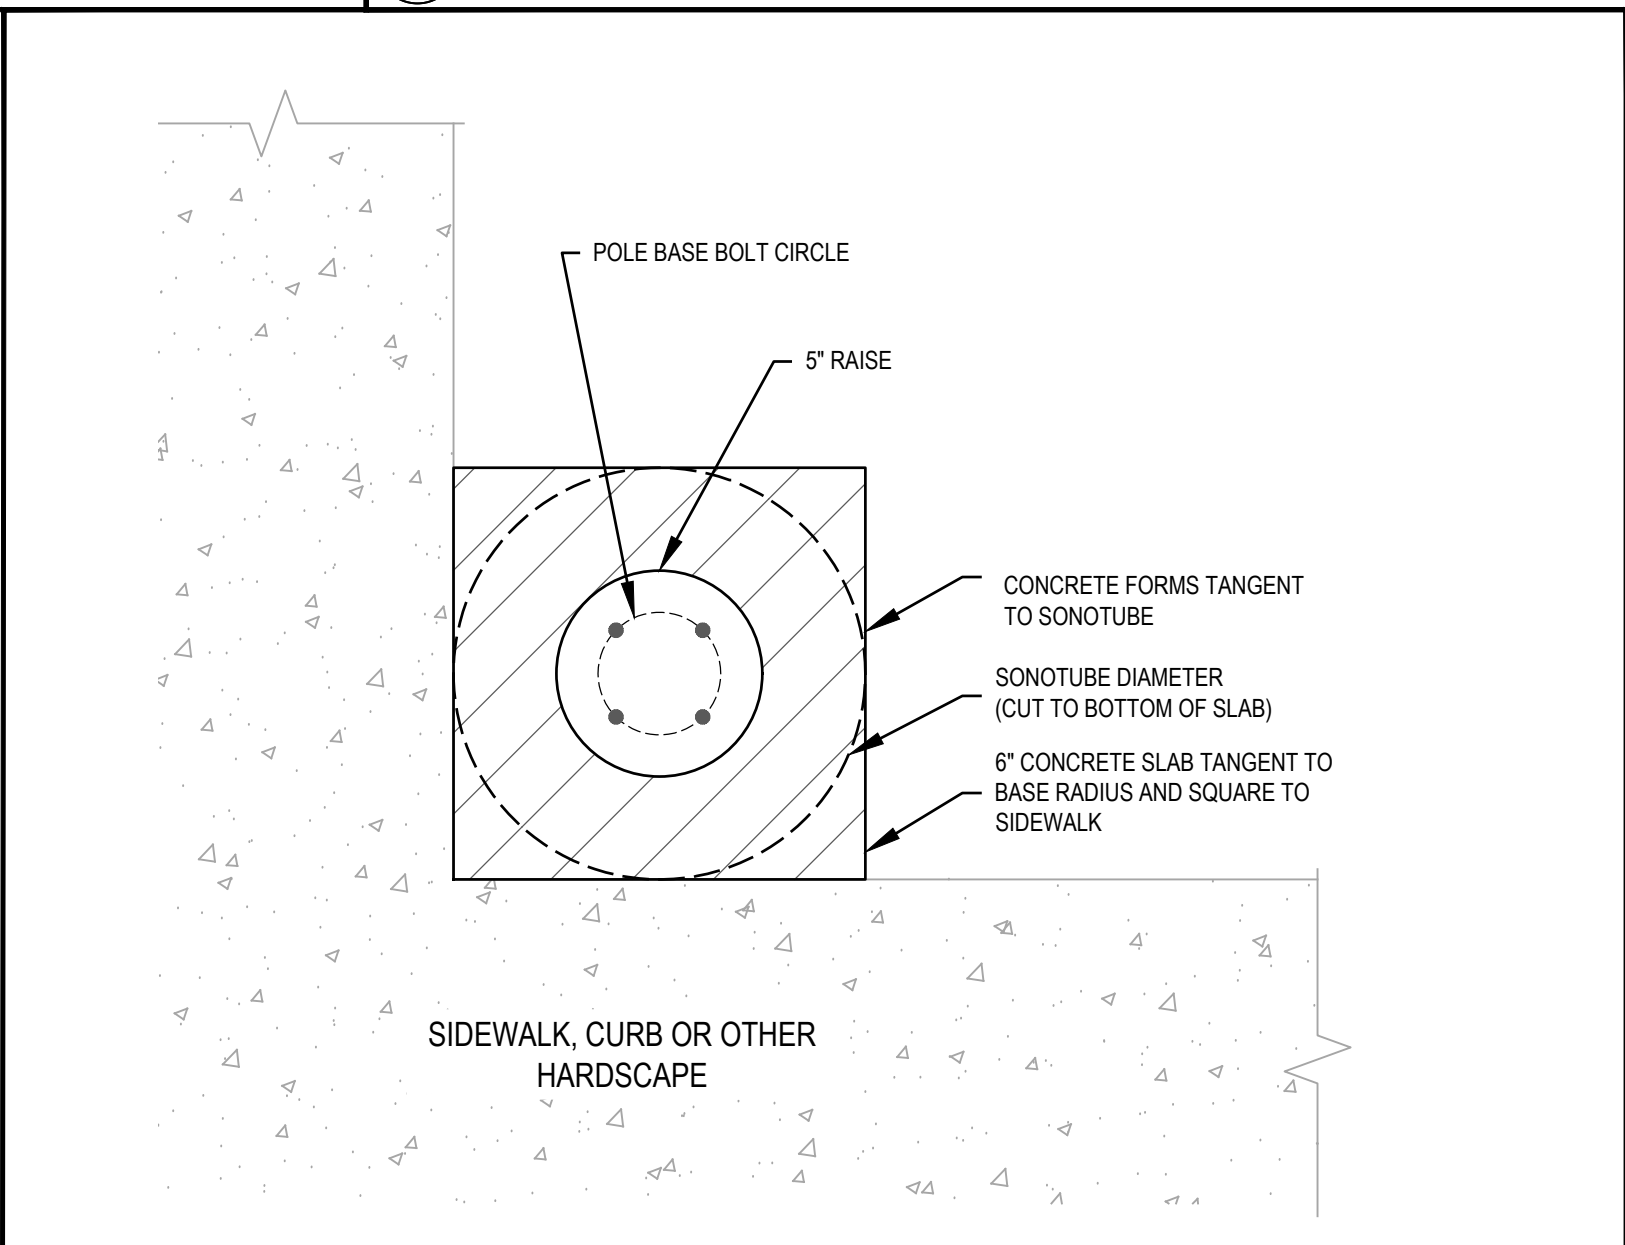 POLE BASE BOLT CIRCLE
5" RAISE
CONCRETE FORMS TANGENT
TO SONOTUBE
SONOTUBE DIAMETER
(CUT TO BOTTOM OF SLAB)
6" CONCRETE SLAB TANGENT TO
BASE RADIUS AND SQUARE TO
SIDEWALK
SIDEWALK, CURB OR OTHER
HARDSCAPE